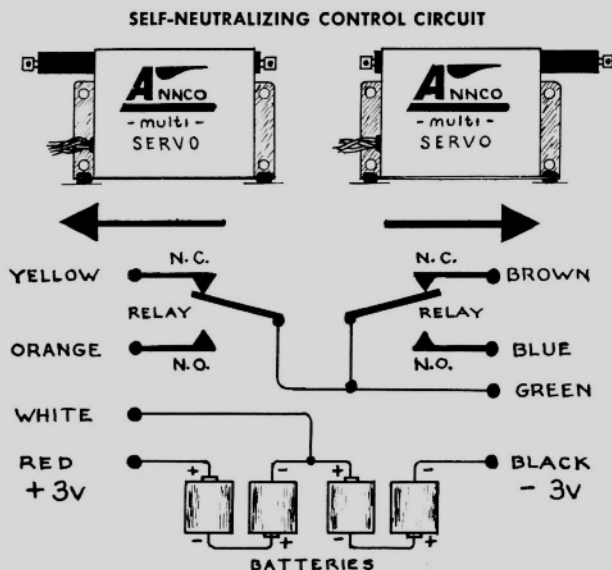 SELF-NEUTRALIZING CONTROL CIRCUIT
ANNCO
- multi -
SERVO
ANNCO
- multi -
SERVO
YELLOW
N.C.
N.C.
BROWN
RELAY
RELAY
ORANGE
N.O.
N.O.
BLUE
GREEN
WHITE
RED
+ 3v
+
-
-
+
+
-
-
+
BLACK
- 3v
BATTERIES